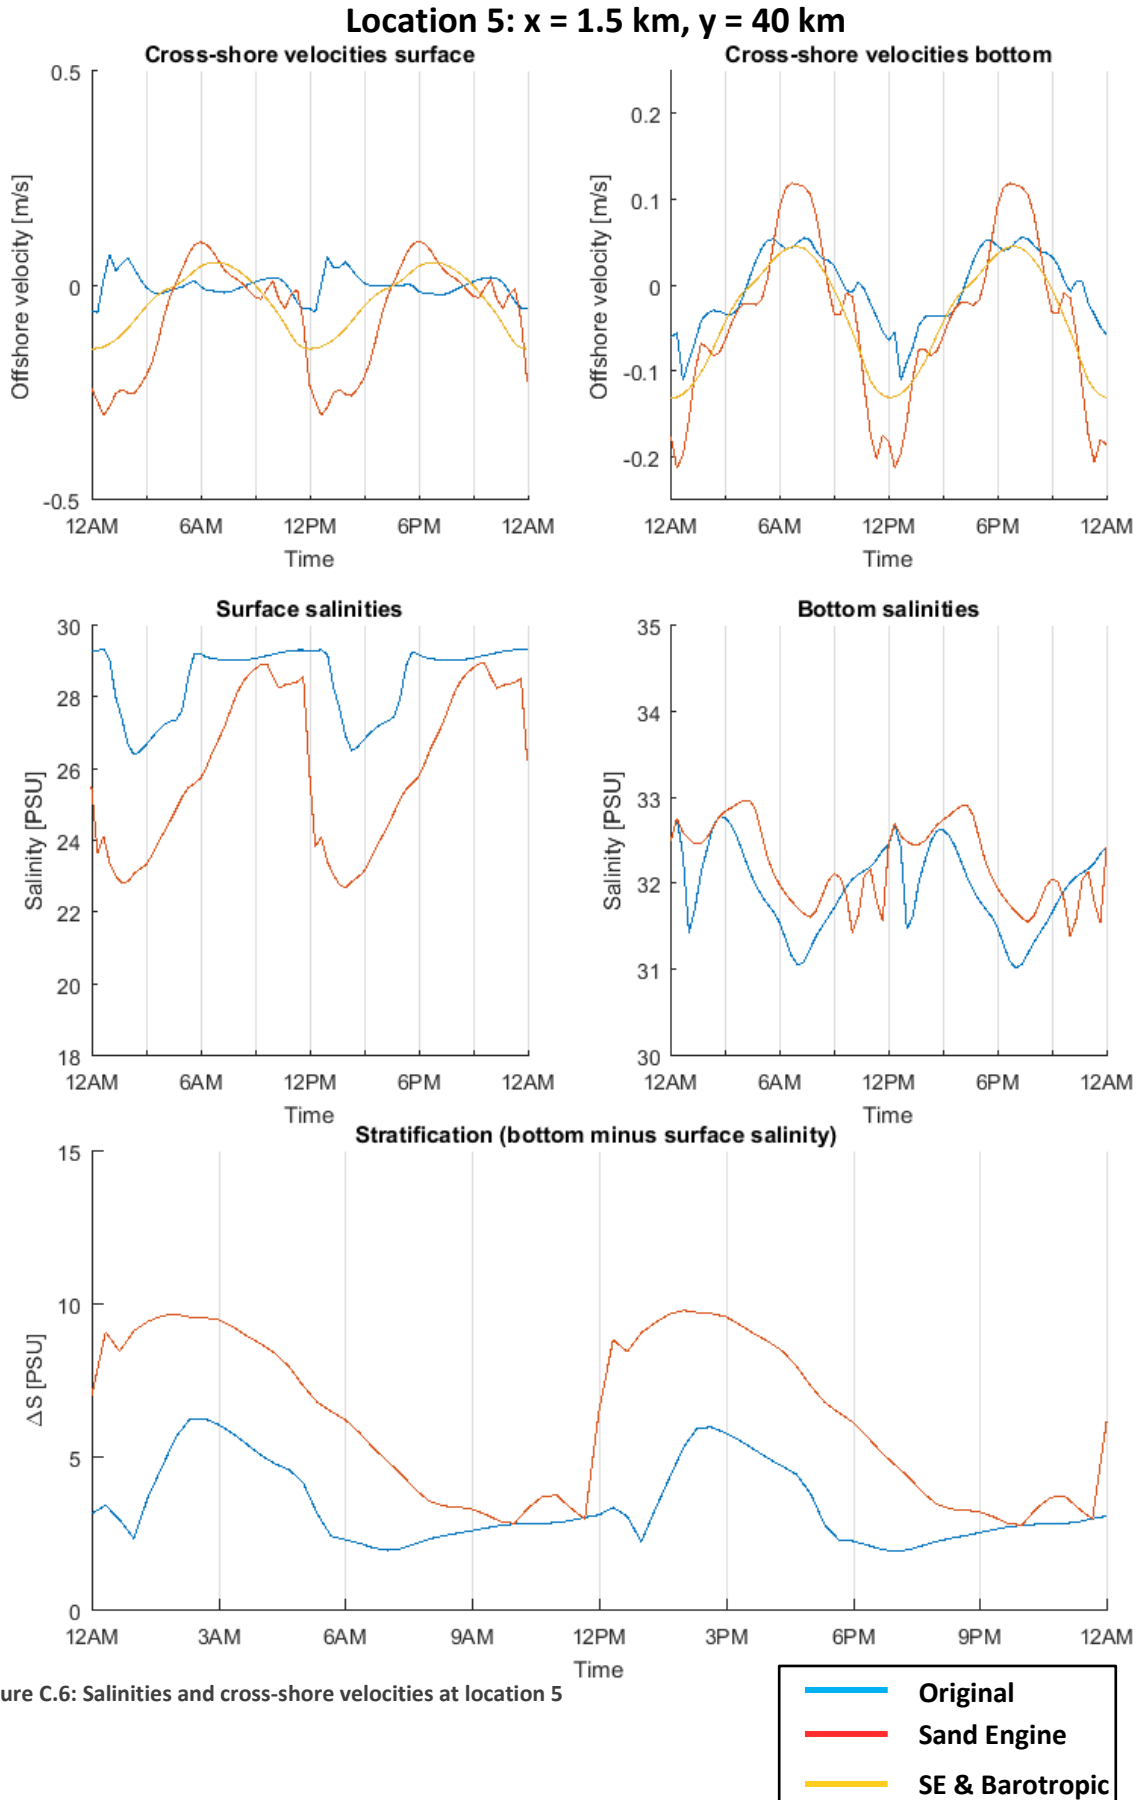 Location 5: x = 1.5 km, y = 40 km
Cross-shore velocities surface
0.5
0
-0.5
Offshore velocity [m/s]
12AM 6AM 12PM 6PM 12AM
Time
Cross-shore velocities bottom
0.2
0.1
0
-0.1
-0.2
Offshore velocity [m/s]
12AM 6AM 12PM 6PM 12AM
Time
Surface salinities
30
28
26
24
22
20
18
Salinity [PSU]
12AM 6AM 12PM 6PM 12AM
Time
Bottom salinities
35
34
33
32
31
30
Salinity [PSU]
12AM 6AM 12PM 6PM 12AM
Time
Stratification (bottom minus surface salinity)
15
10
5
0
ΔS [PSU]
12AM 3AM 6AM 9AM 12PM 3PM 6PM 9PM 12AM
Time
ure C.6: Salinities and cross-shore velocities at location 5
Original
Sand Engine
SE & Barotropic